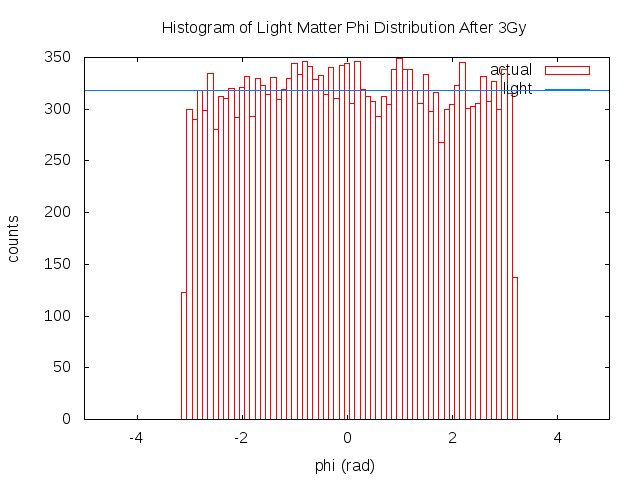 Histogram of Light Matter Phi Distribution After 3Gy
350
300
250
200
150
100
50
0
counts
actual
light
-4
-2
0
2
4
phi (rad)